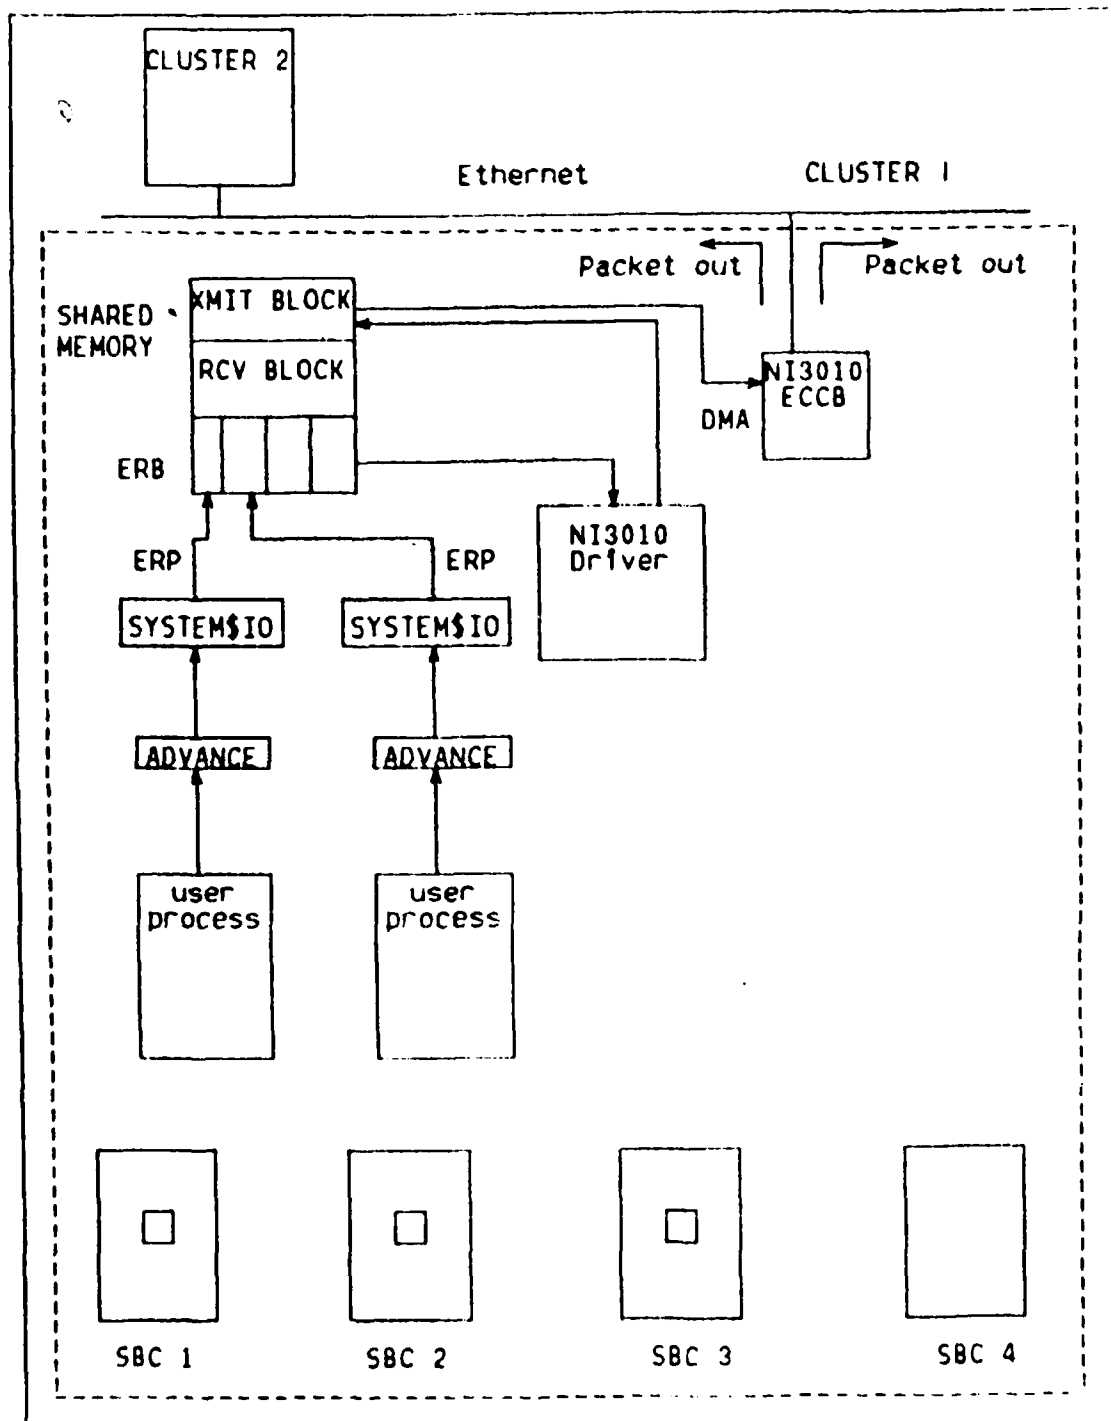 CLUSTER 2
Ethernet
CLUSTER 1
Packet out
Packet out
SHARED
MEMORY
XMIT BLOCK
RCV BLOCK
NI3010
ECCB
DMA
ERB
NI3010
Driver
ERP
ERP
SYSTEM$IO
SYSTEM$IO
ADVANCE
ADVANCE
user
process
user
process
SBC 1
SBC 2
SBC 3
SBC 4